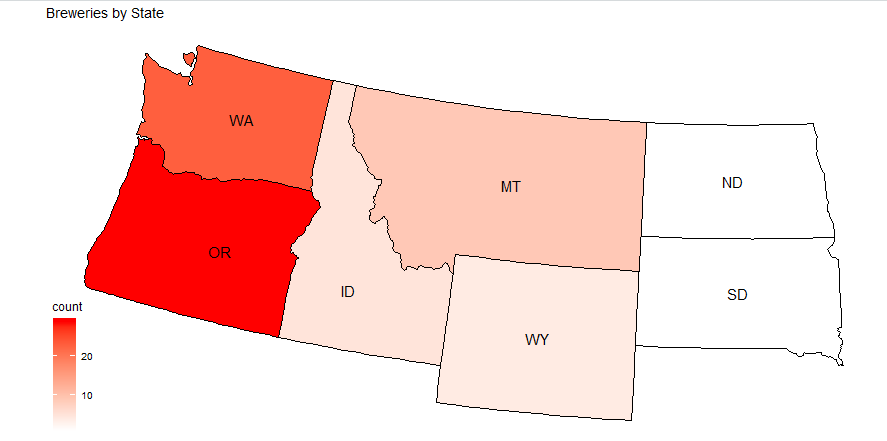 Breweries by State
WA
MT
ND
OR
ID
SD
WY
count
20
10